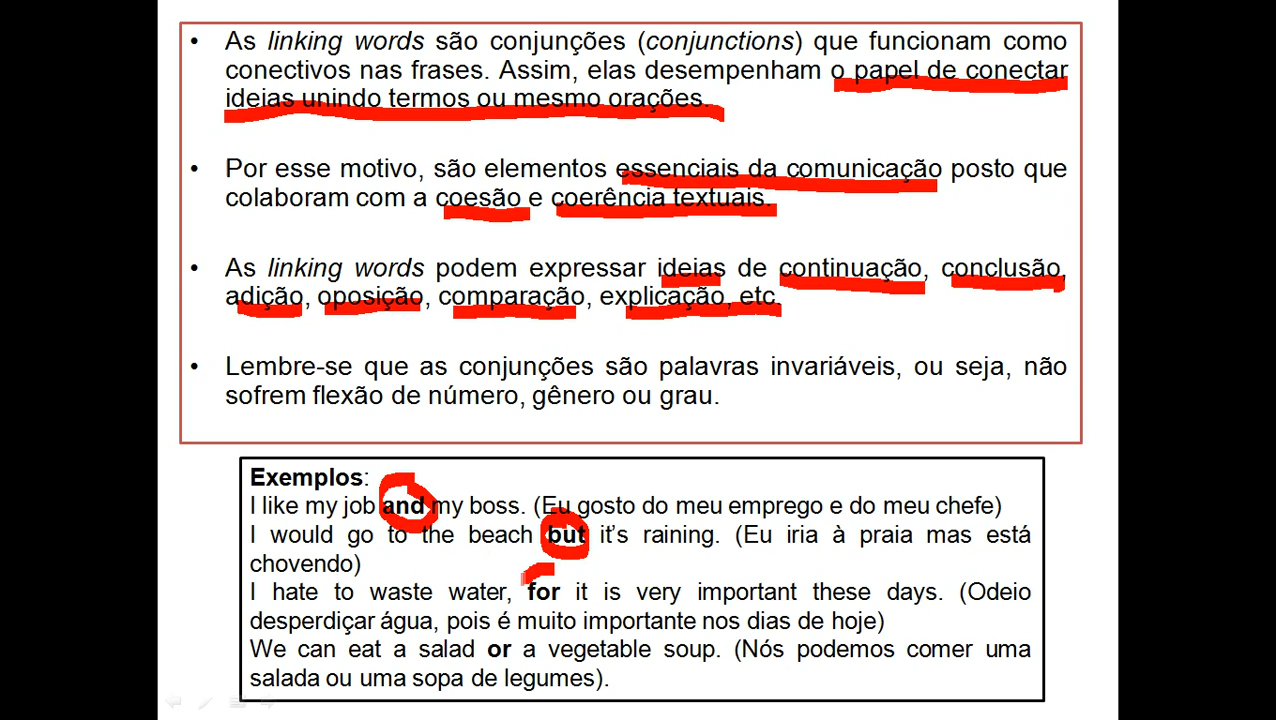 • As linking words são conjunções (conjunctions) que funcionam como
conectivos nas frases. Assim, elas desempenham o papel de conectar
ideias unindo termos ou mesmo orações.
• Por esse motivo, são elementos essenciais da comunicação posto que
colaboram com a coesão e coerência textuais.
• As linking words podem expressar ideias de continuação, conclusão,
adição, oposição, comparação, explicação, etc.
• Lembre-se que as conjunções são palavras invariáveis, ou seja, não
sofrem flexão de número, gênero ou grau.
Exemplos:
I like my job and my boss. (Eu gosto do meu emprego e do meu chefe)
I would go to the beach but it’s raining. (Eu iria à praia mas está
chovendo)
I hate to waste water, for it is very important these days. (Odeio
desperdiçar água, pois é muito importante nos dias de hoje)
We can eat a salad or a vegetable soup. (Nós podemos comer uma
salada ou uma sopa de legumes).